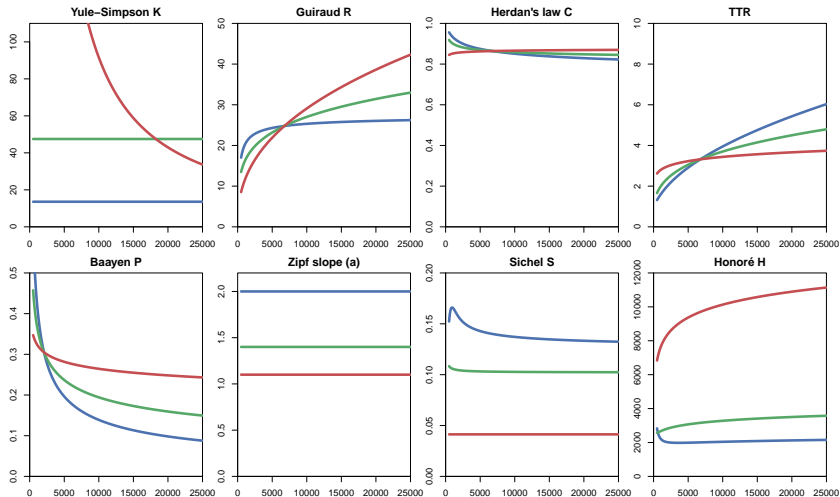 Yule−Simpson K
Guiraud R
Herdan's law C
TTR
0 20 40 60 80 100
0 5000 10000 15000 20000 25000
0 10 20 30 40 50
0 5000 10000 15000 20000 25000
0.0 0.2 0.4 0.6 0.8 1.0
0 5000 10000 15000 20000 25000
0 2 4 6 8 10
0 5000 10000 15000 20000 25000
Baayen P
Zipf slope (a)
Sichel S
Honoré H
0.0 0.1 0.2 0.3 0.4 0.5
0 5000 10000 15000 20000 25000
0.0 0.5 1.0 1.5 2.0
0 5000 10000 15000 20000 25000
0.00 0.05 0.10 0.15 0.20
0 5000 10000 15000 20000 25000
0 2000 4000 6000 8000 10000 12000
0 5000 10000 15000 20000 25000